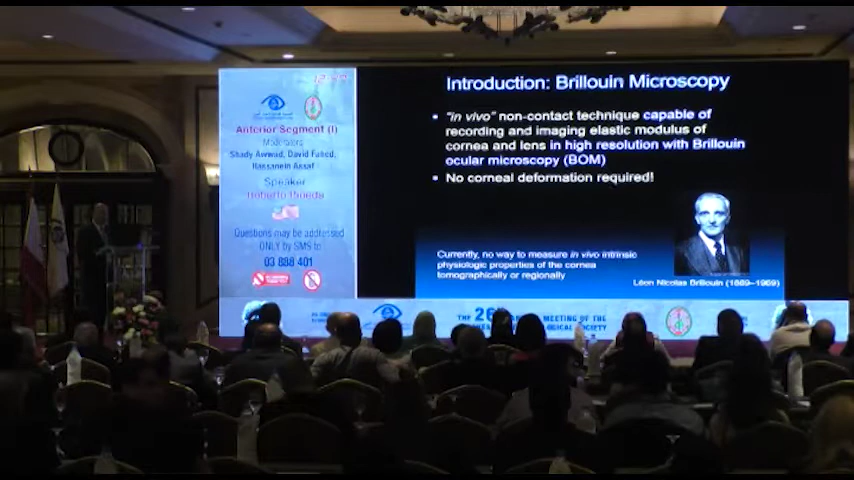 Introduction: Brillouin Microscopy
• "in vivo" non-contact technique capable of
recording and imaging elastic modulus of
cornea and lens in high resolution with Brillouin
ocular microscopy (BOM)
• No corneal deformation required!
Currently, no way to measure in vivo intrinsic
physiologic properties of the cornea
tomographically or regionally
Léon Nicolas Brillouin (1889–1969)
Anterior Segment (I)
Moderators
Shady Awwad, David Fahed,
Hassanein Assaf
Speaker
Roberto Pineda
Questions may be addressed
ONLY by SMS to
03 888 401
THE 26
MEETING OF THE
SOCIETY